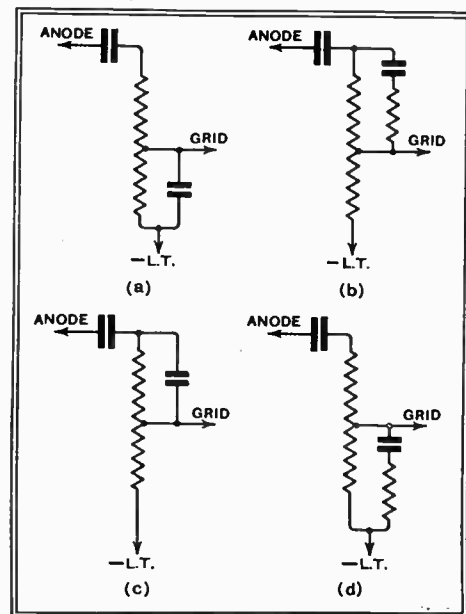 ANODE
GRID
—L.T.
(a)
ANODE
GRID
—L.T.
(b)
ANODE
GRID
—L.T.
(c)
ANODE
GRID
—L.T.
(d)